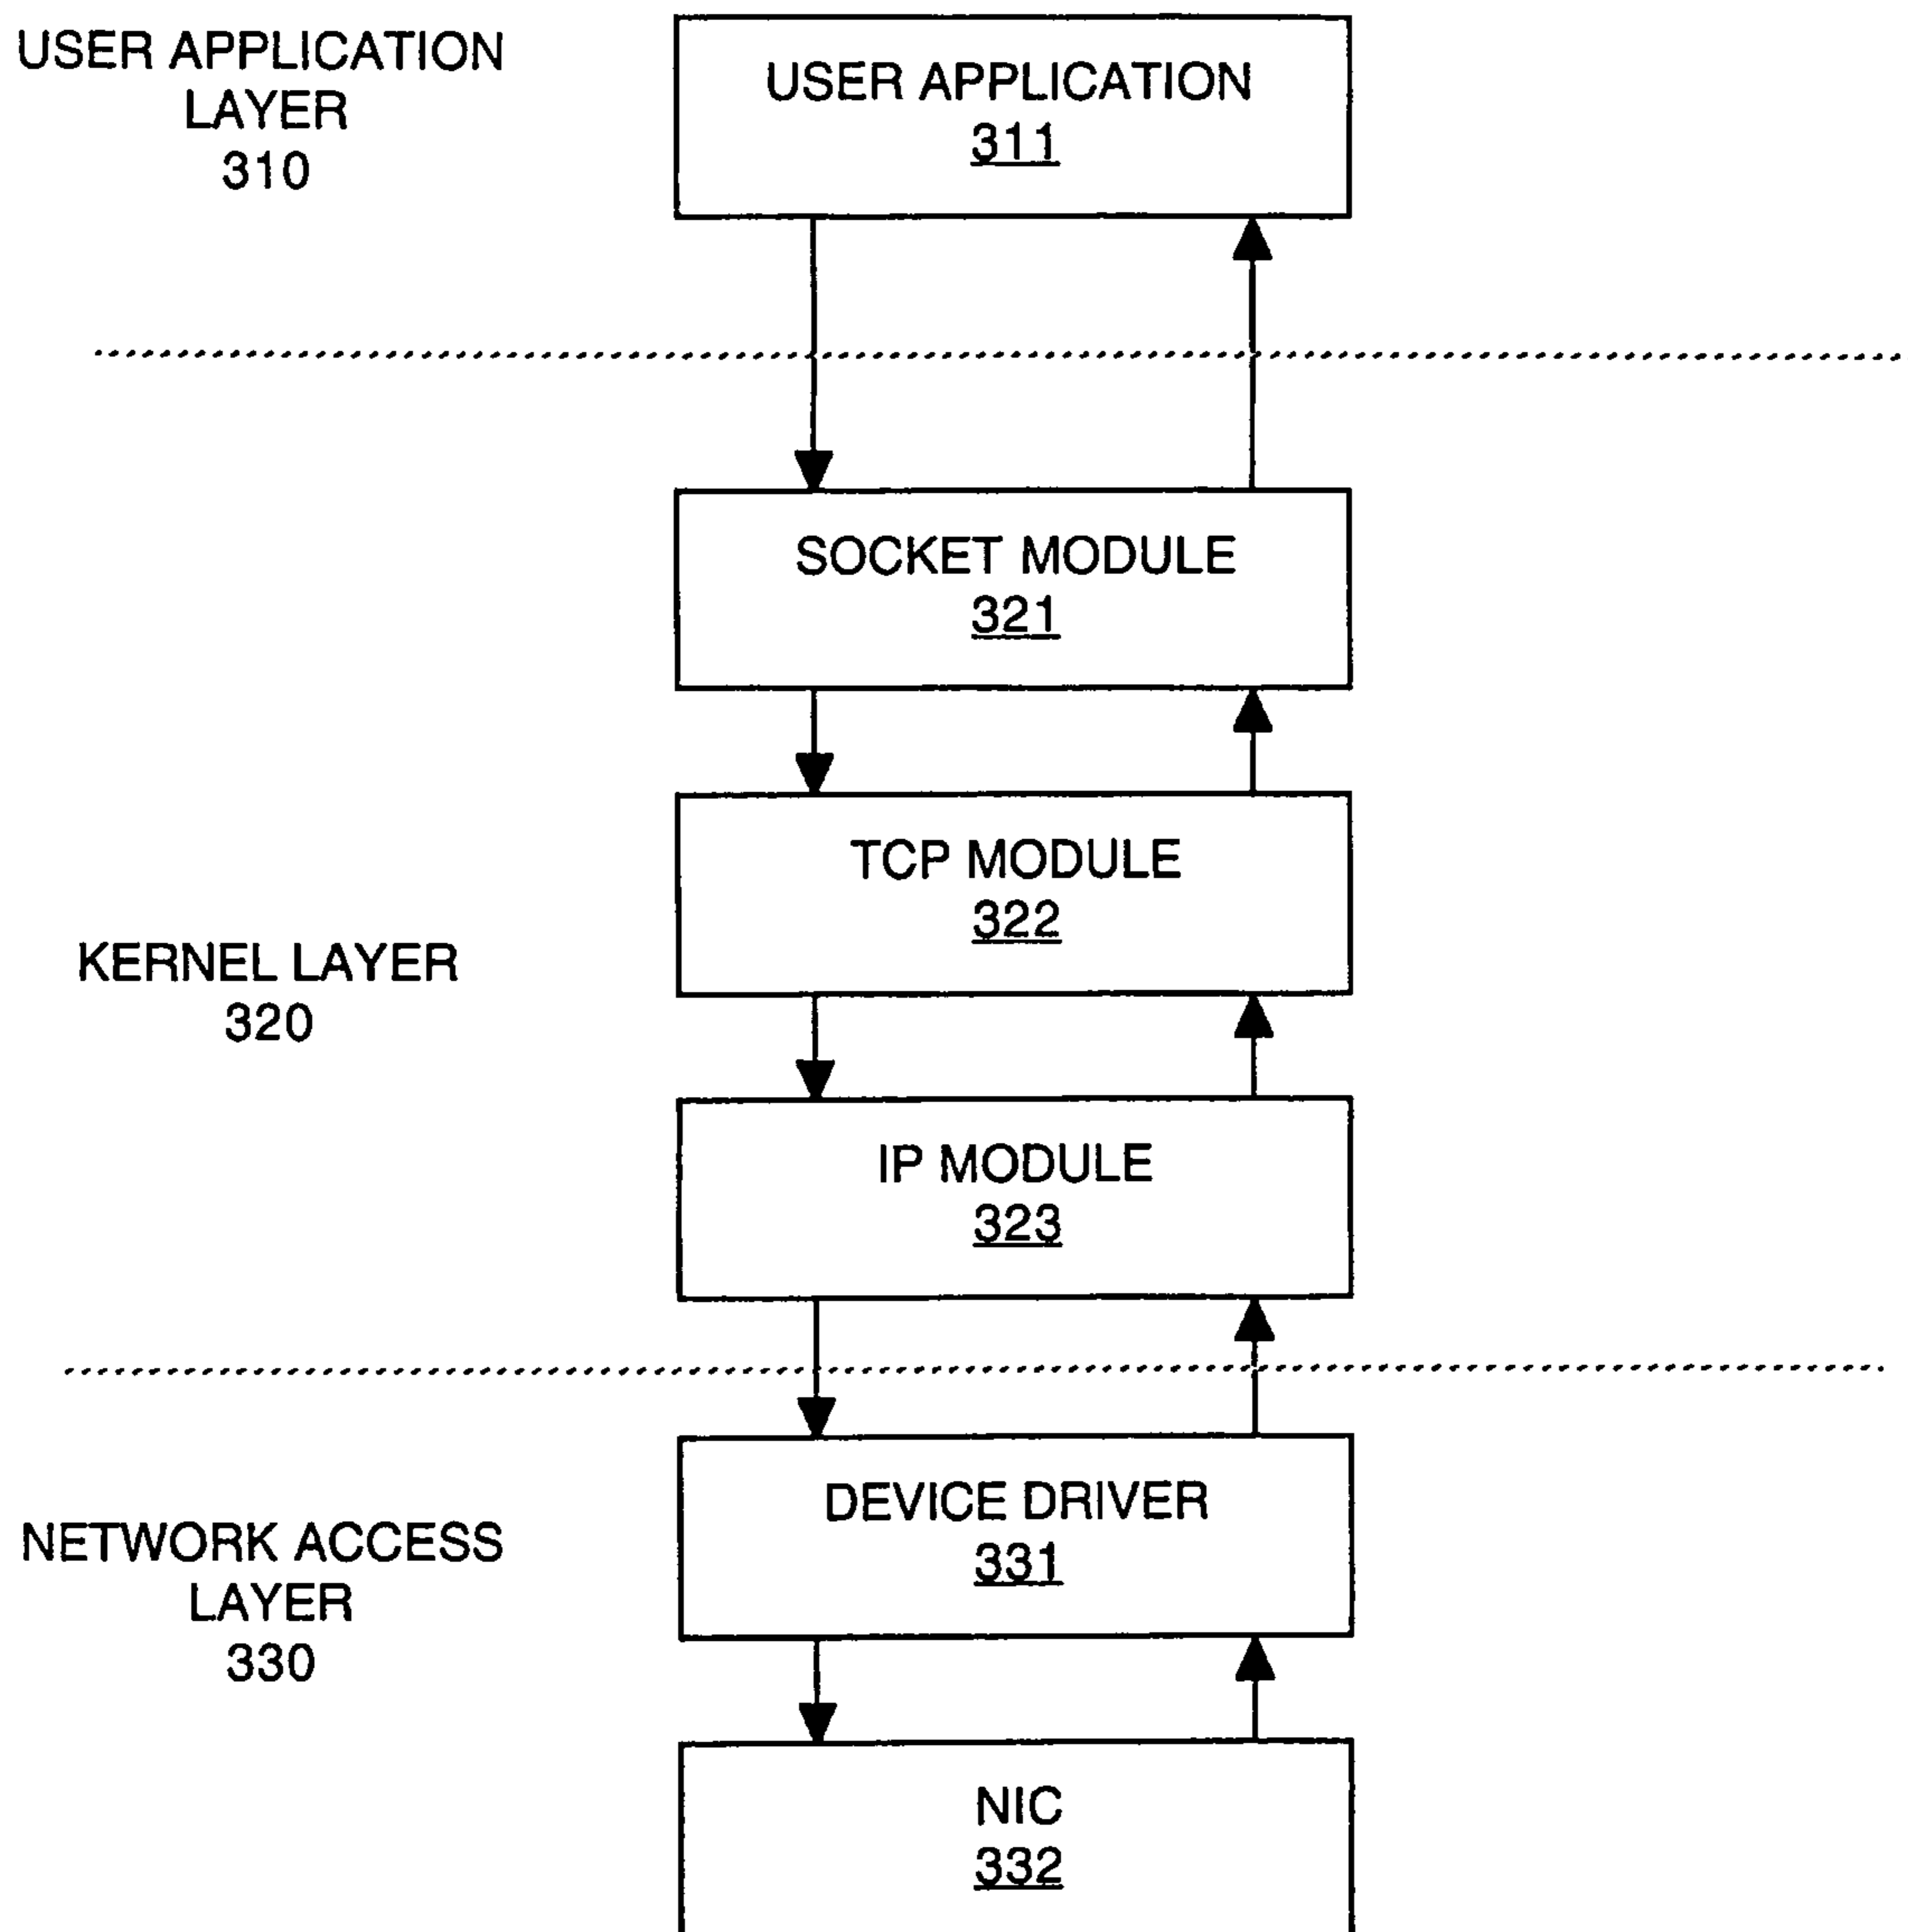 USER APPLICATION
LAYER
310
USER APPLICATION
311
SOCKET MODULE
321
TCP MODULE
322
KERNEL LAYER
320
IP MODULE
323
DEVICE DRIVER
331
NETWORK ACCESS
LAYER
330
NIC
332